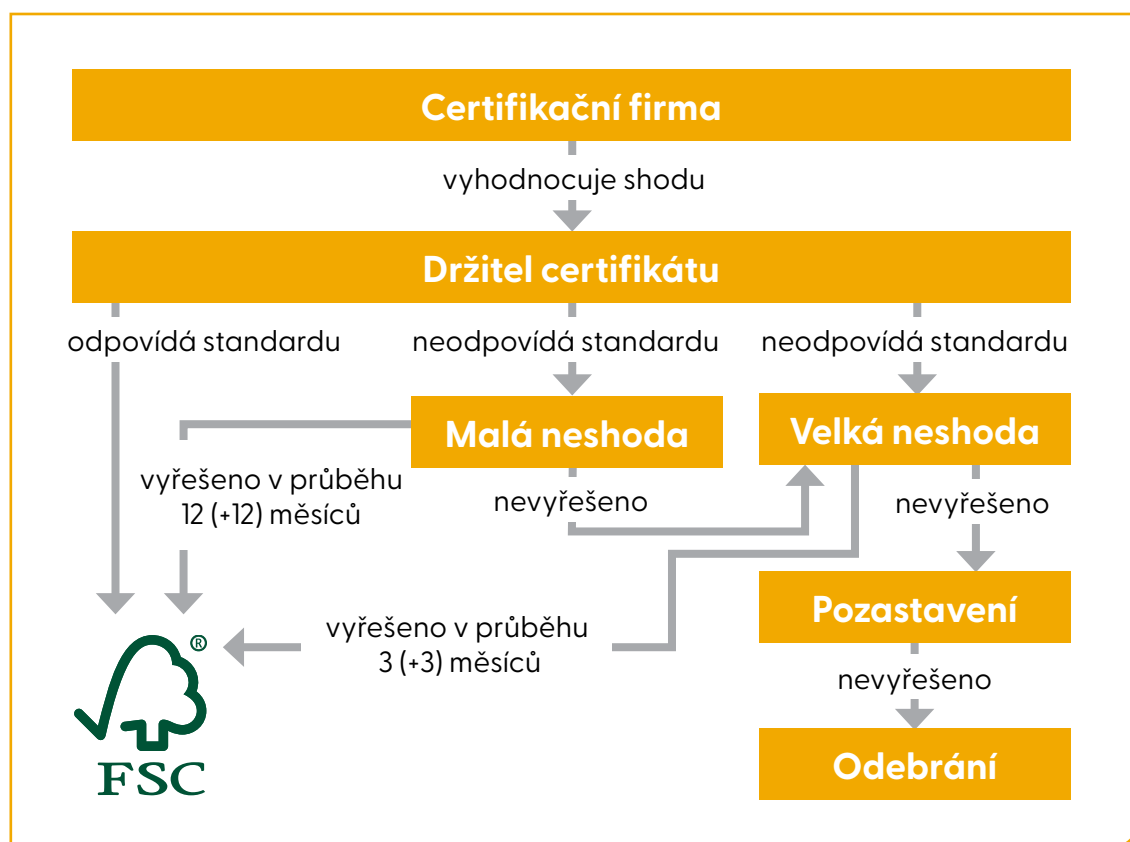 Certifikační firma
vyhodnocuje shodu
Držitel certifikátu
odpovídá standardu
neodpovídá standardu
neodpovídá standardu
Malá neshoda
Velká neshoda
vyřešeno v průběhu
12 (+12) měsíců
nevyřešeno
nevyřešeno
Pozastavení
vyřešeno v průběhu
3 (+3) měsíců
nevyřešeno
Odebrání
®
FSC